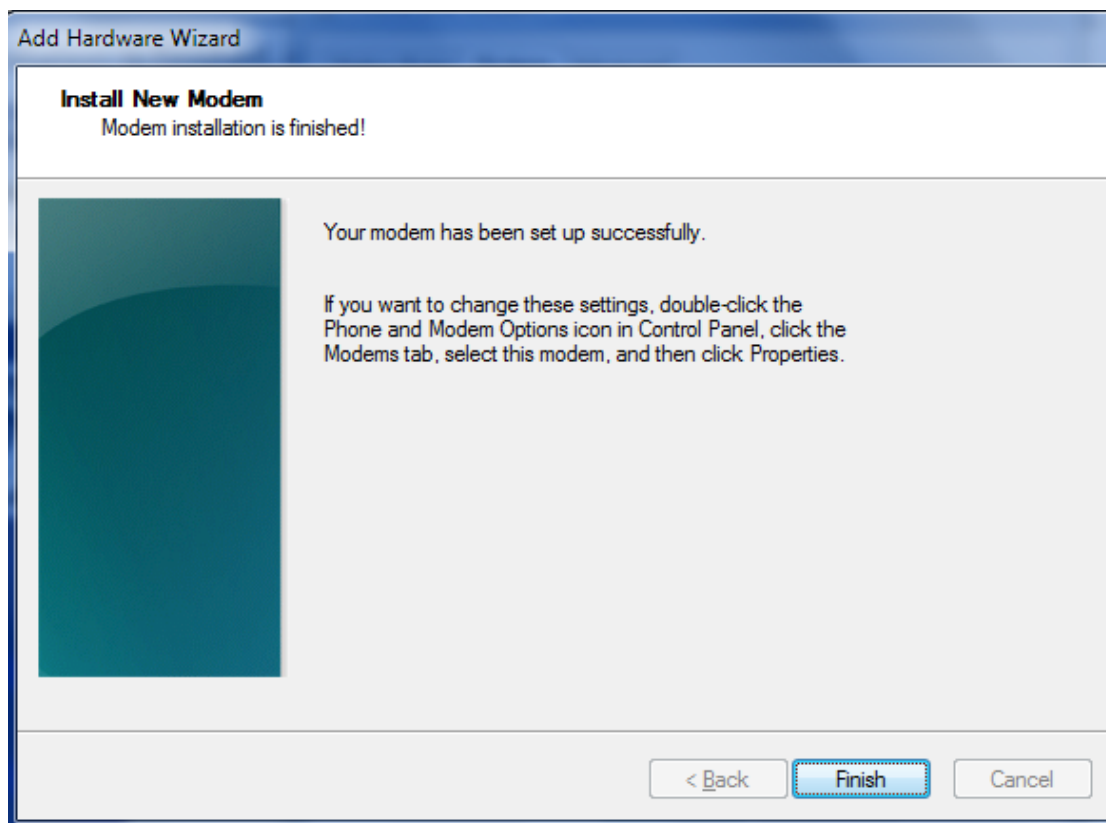 Add Hardware Wizard
Install New Modem
Modem installation is finished!
Your modem has been set up successfully.
If you want to change these settings, double-click the
Phone and Modem Options icon in Control Panel, click the
Modems tab, select this modem, and then click Properties.
< Back Finish Cancel